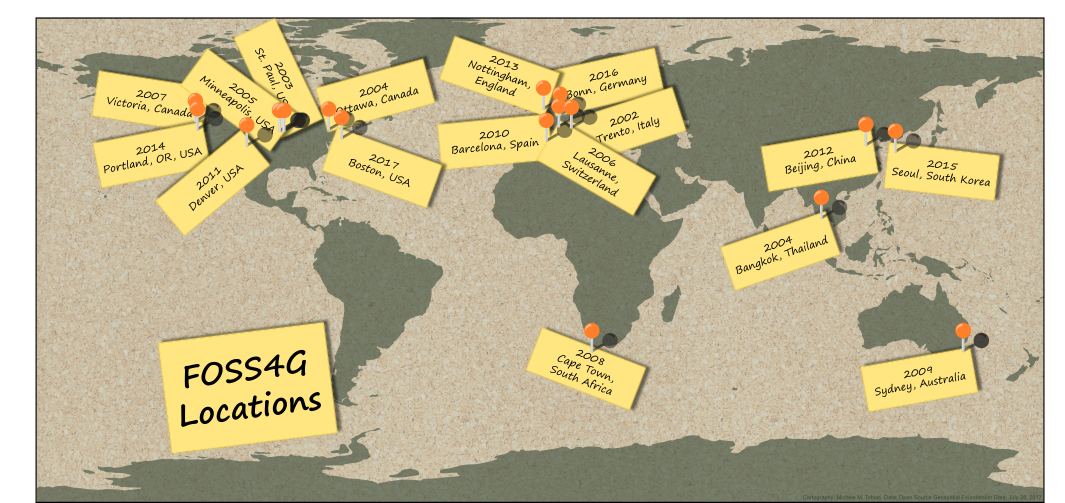 2003
St. Paul, US
2005
Minneapolis, USA
2007
Victoria, Canada
2014
Portland, OR, USA
2011
Denver, USA
2004
Ottawa, Canada
2017
Boston, USA
2013
Nottingham,
England
2016
Bonn, Germany
2002
Trento, Italy
2010
Barcelona, Spain
2006
Lausanne,
Switzerland
2012
Beijing, China
2015
Seoul, South Korea
2004
Bangkok, Thailand
2008
Cape Town,
South Africa
2009
Sydney, Australia
FOSS4G
Locations
Cartography: Michele M. Tobias, Data: Open Source Geospatial Foundation Sites, July 26, 2017